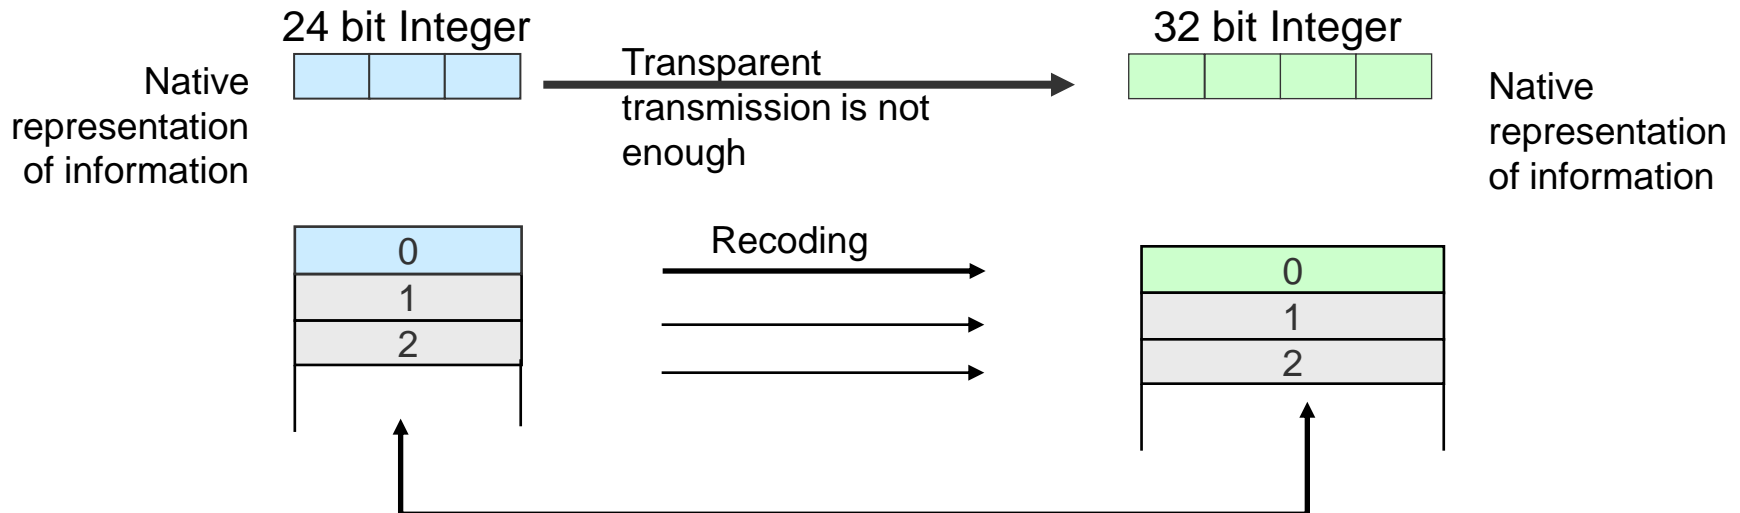 24 bit Integer
32 bit Integer
Native
representation
of information
Transparent
transmission is not
enough
Native
representation
of information
Recoding
0
1
2
0
1
2